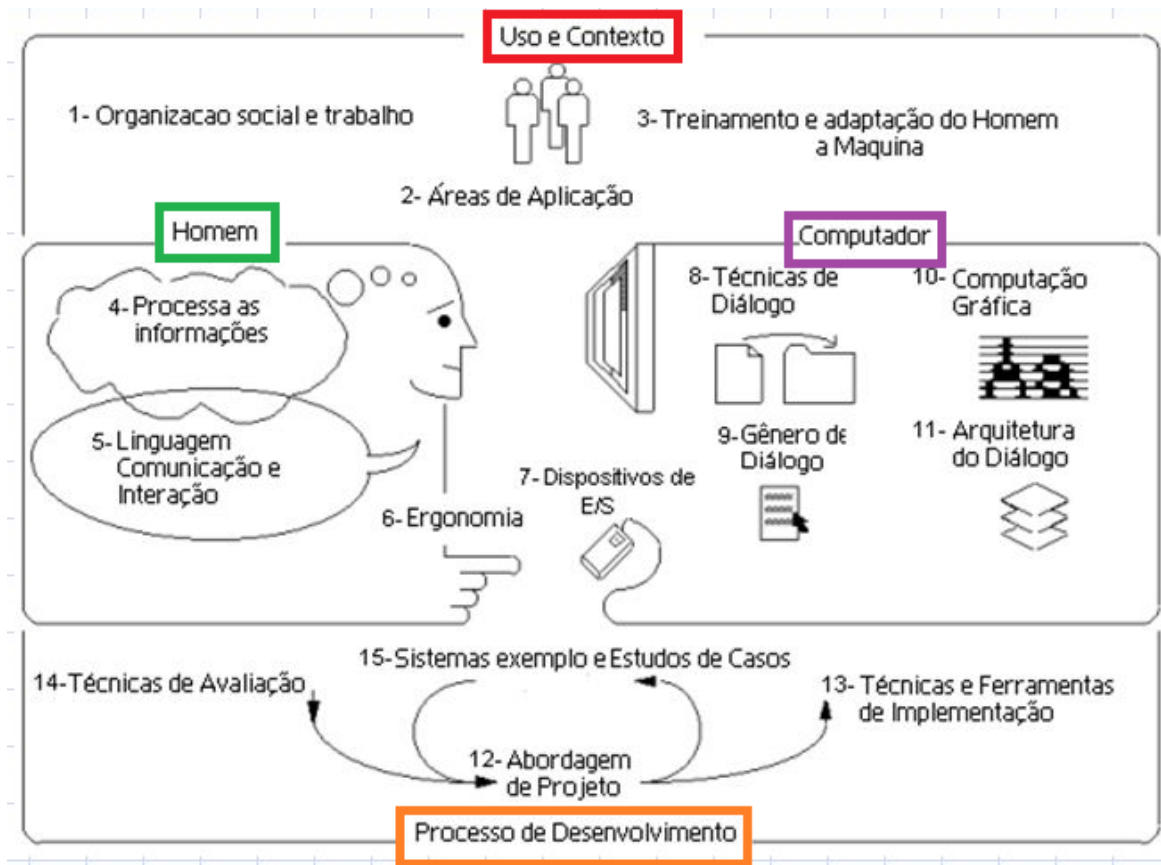 Uso e Contexto
1- Organizacao social e trabalho
3- Treinamento e adaptação do Homem
a Maquina
2- Áreas de Aplicação
Homem
4- Processa as
informações
5- Linguagem
Comunicação e
Interação
6- Ergonomia
7- Dispositivos de
E/S
Computador
8- Técnicas de
Diálogo
10- Computação
Gráfica
9- Gênero de
Diálogo
11- Arquitetura
do Diálogo
15-Sistemas exemplo e Estudos de Casos
14-Técnicas de Avaliação
13- Técnicas e Ferramentas
de Implementação
12- Abordagem
de Projeto
Processo de Desenvolvimento